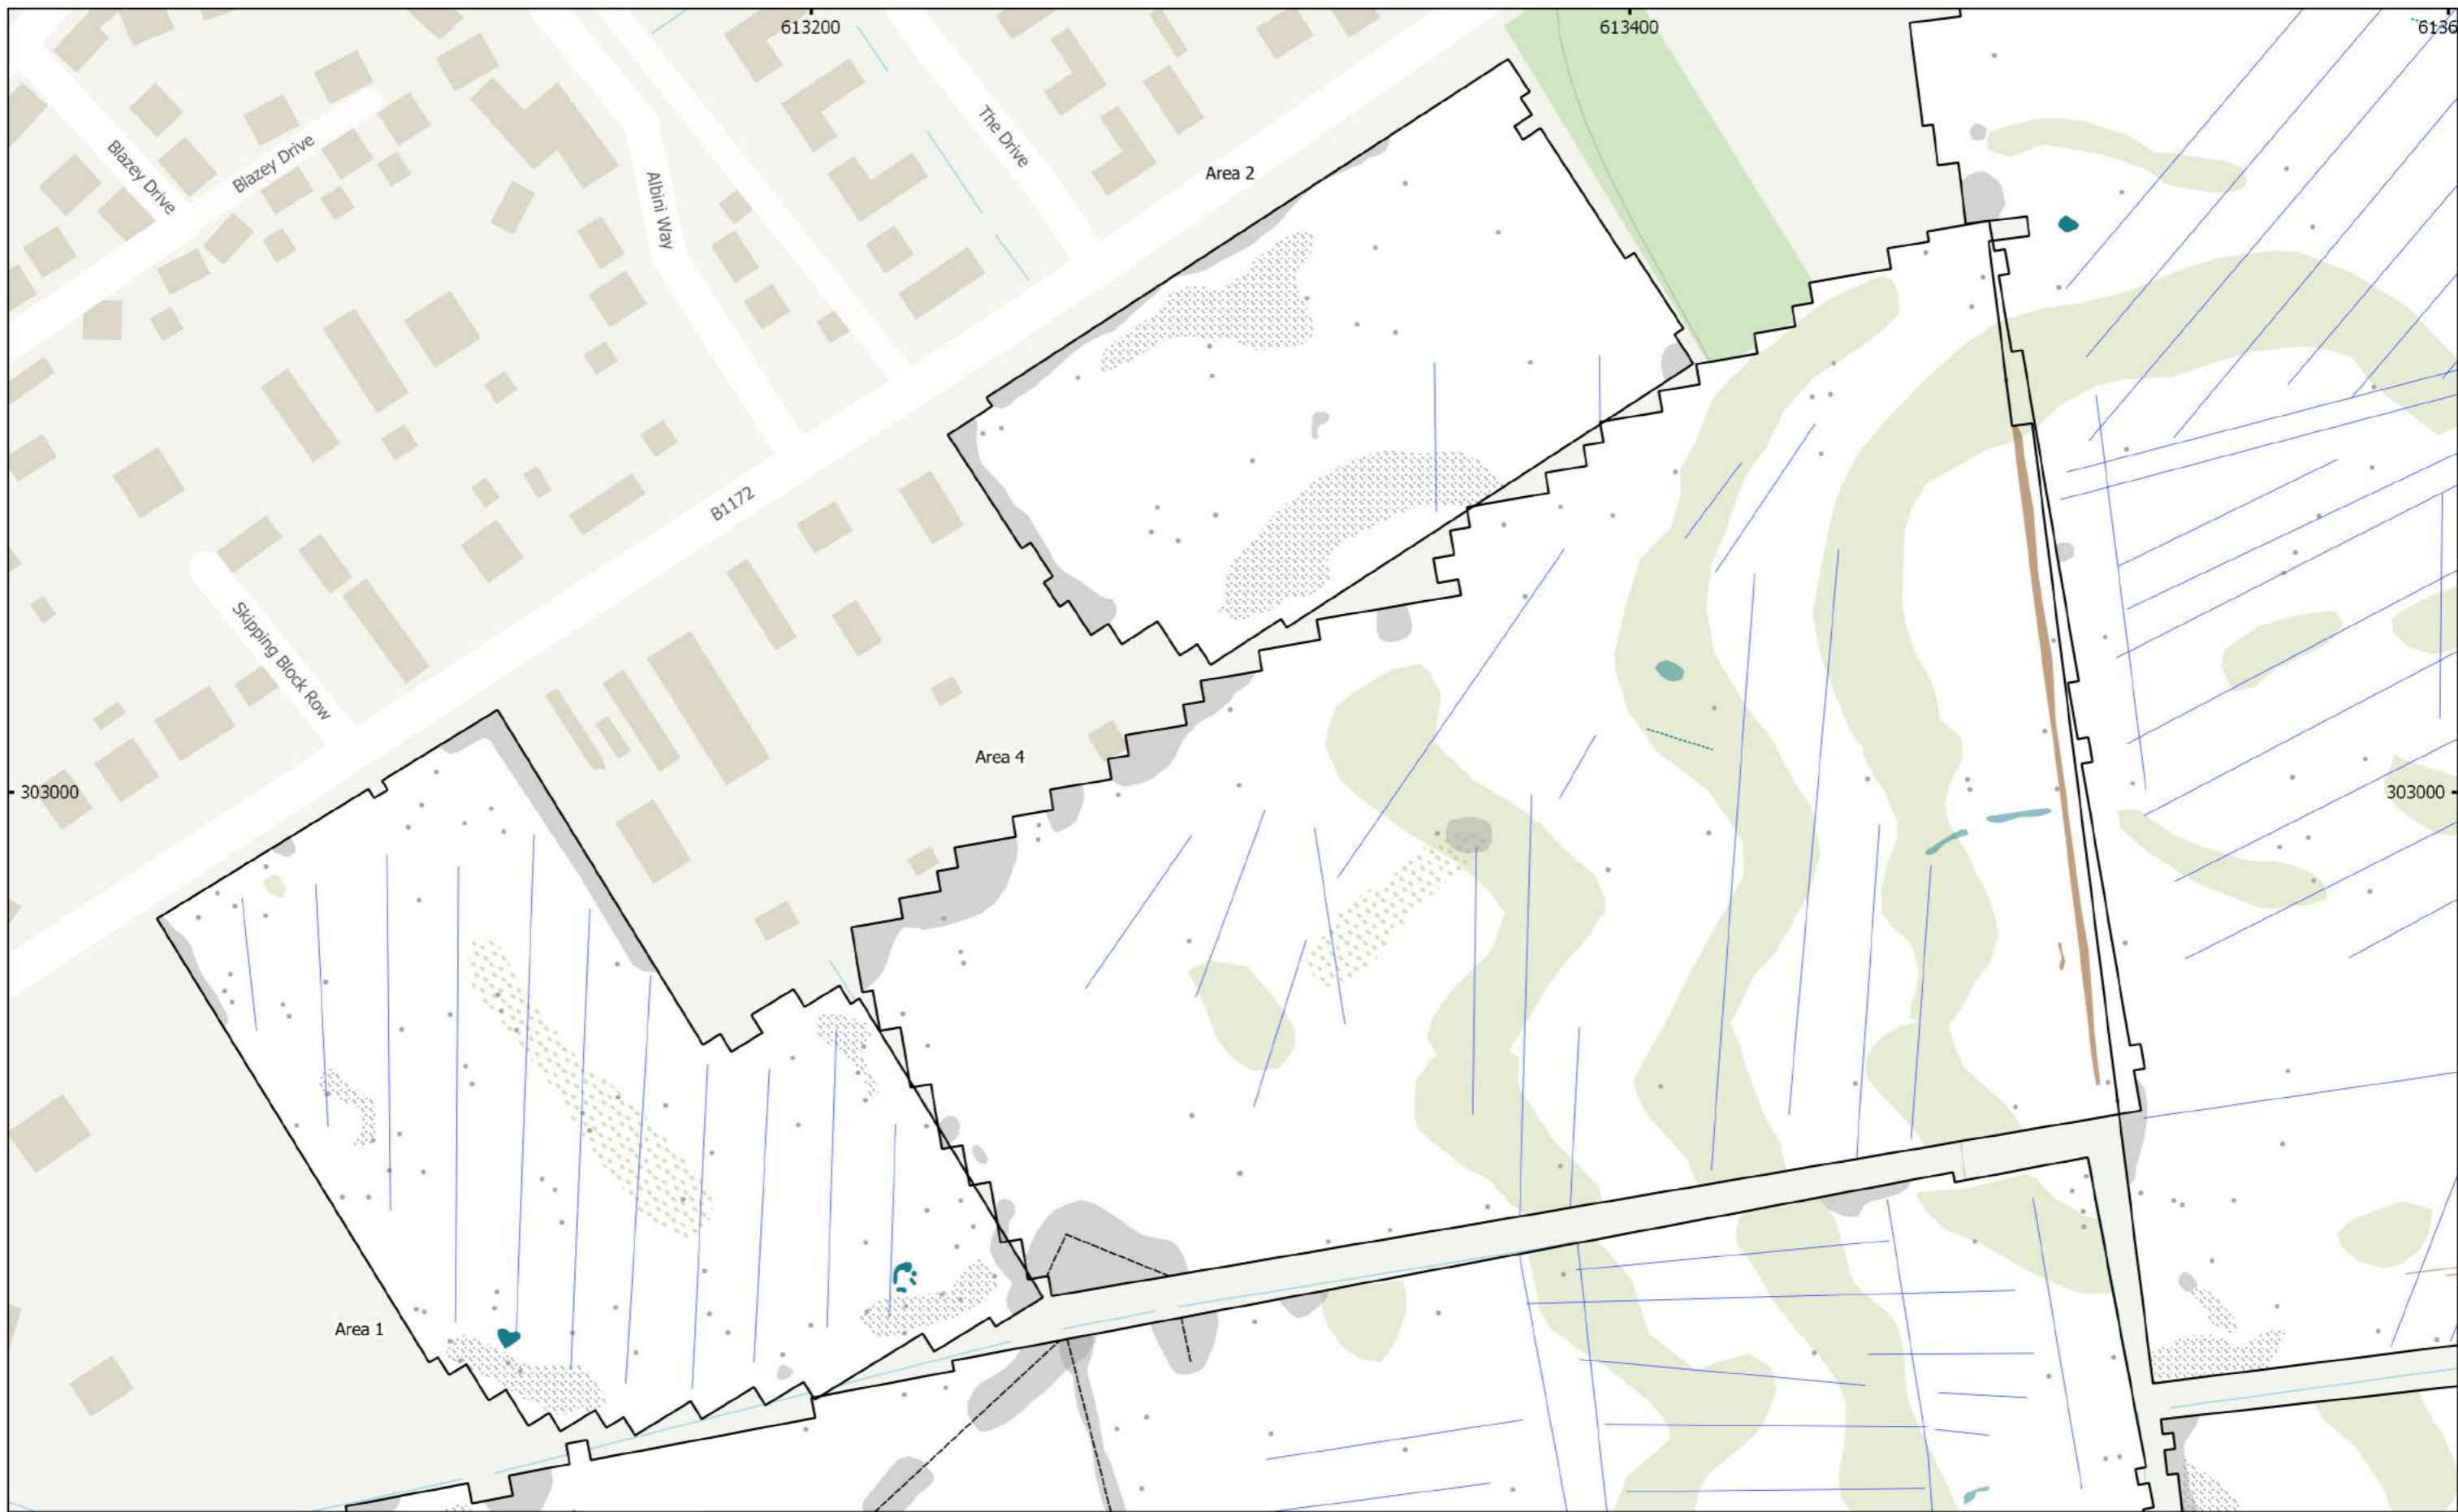 613200
613400
6136
The Drive
Area 2
Blazey Drive
Blazey Drive
Albini Way
B1172
Skipping Block Row
Area 4
303000
303000
Area 1